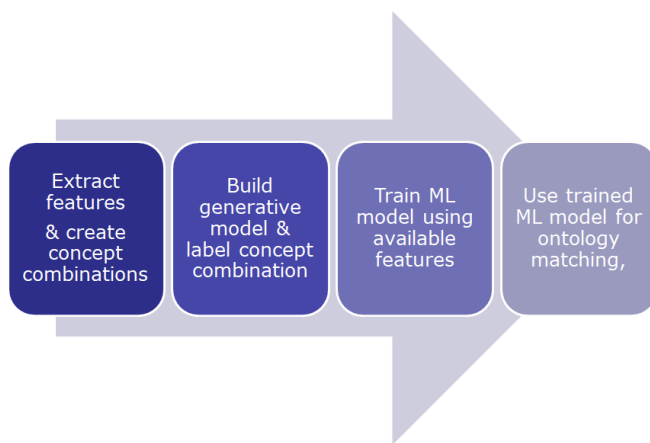 Extract
features
& create
concept
combinations
Build
generative
model &
label concept
combination
Train ML
model using
available
features
Use trained
ML model for
ontology
matching,